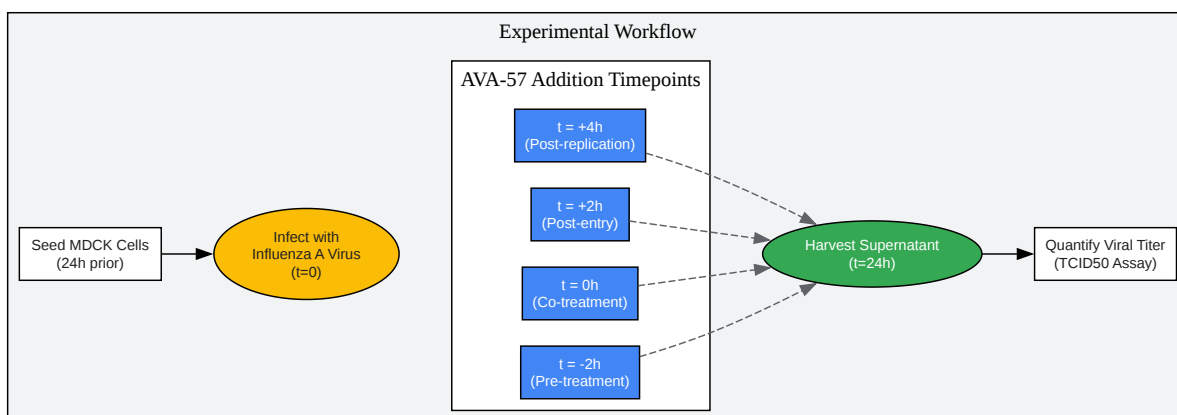 Experimental Workflow
AVA-57 Addition Timepoints
t = +4h
(Post-replication)
t = +2h
(Post-entry)
Seed MDCK Cells
(24h prior)
Infect with
Influenza A Virus
(t=0)
Harvest Supernatant
(t=24h)
Quantify Viral Titer
(TCID50 Assay)
t = 0h
(Co-treatment)
t = -2h
(Pre-treatment)